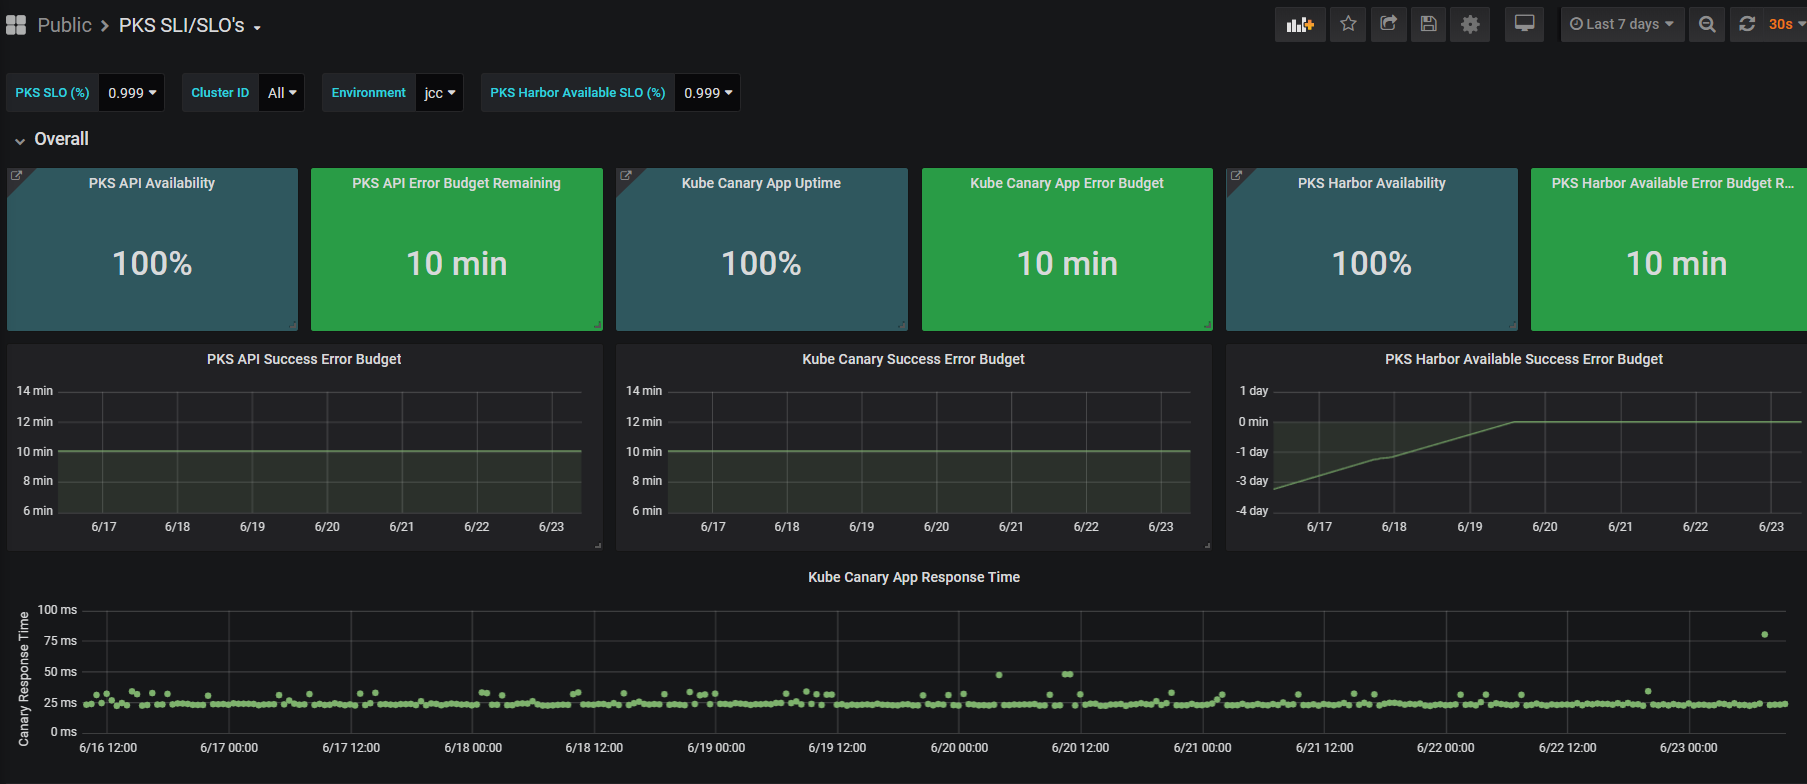 Public > PKS SLI/SLO's
Last 7 days
30s
PKS SLO (%) 0.999
Cluster ID All
Environment jcc
PKS Harbor Available SLO (%) 0.999
Overall
PKS API Availability
100%
PKS API Error Budget Remaining
10 min
Kube Canary App Uptime
100%
Kube Canary App Error Budget
10 min
PKS Harbor Availability
100%
PKS Harbor Available Error Budget R...
10 min
PKS API Success Error Budget
14 min
12 min
10 min
8 min
6 min
6/17 6/18 6/19 6/20 6/21 6/22 6/23
Kube Canary Success Error Budget
14 min
12 min
10 min
8 min
6 min
6/17 6/18 6/19 6/20 6/21 6/22 6/23
PKS Harbor Available Success Error Budget
1 day
0 min
-1 day
-3 day
-4 day
6/17 6/18 6/19 6/20 6/21 6/22 6/23
Kube Canary App Response Time
Canary Response Time
100 ms
75 ms
50 ms
25 ms
0 ms
6/16 12:00 6/17 00:00 6/17 12:00 6/18 00:00 6/18 12:00 6/19 00:00 6/19 12:00 6/20 00:00 6/20 12:00 6/21 00:00 6/21 12:00 6/22 00:00 6/22 12:00 6/23 00:00